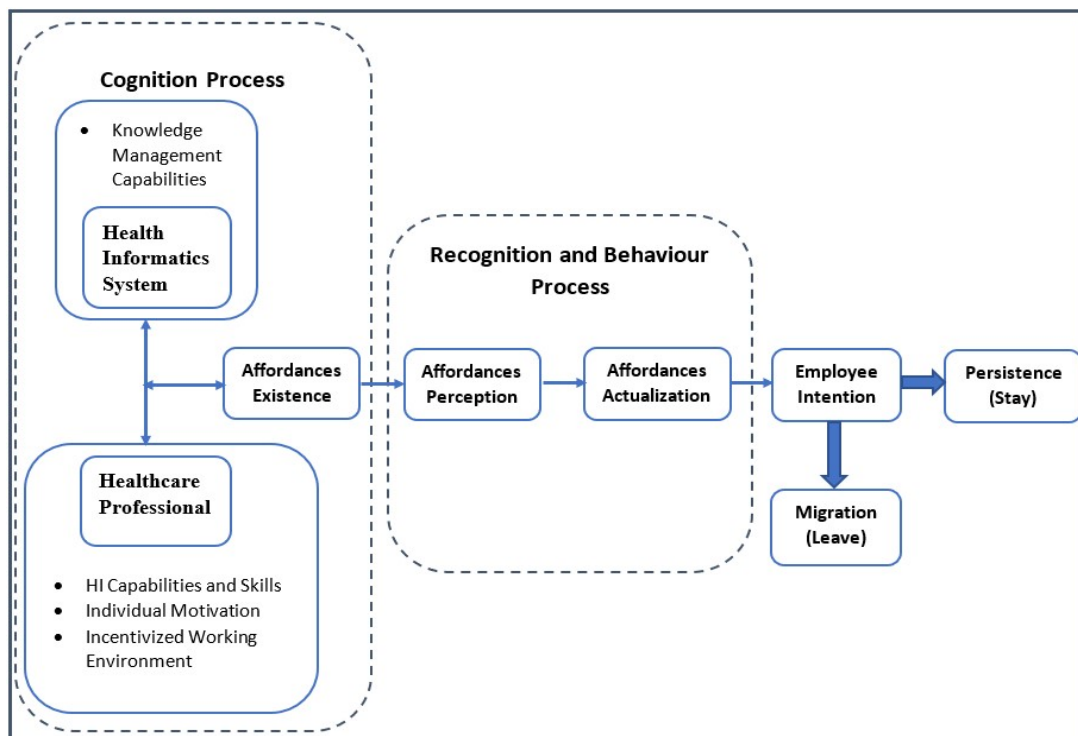 Cognition Process
• Knowledge
Management
Capabilities
Health
Informatics
System
Recognition and Behaviour
Process
Affordances
Existence
Affordances
Perception
Affordances
Actualization
Employee
Intention
Persistence
(Stay)
Healthcare
Professional
Migration
(Leave)
• HI Capabilities and Skills
• Individual Motivation
• Incentivized Working
Environment